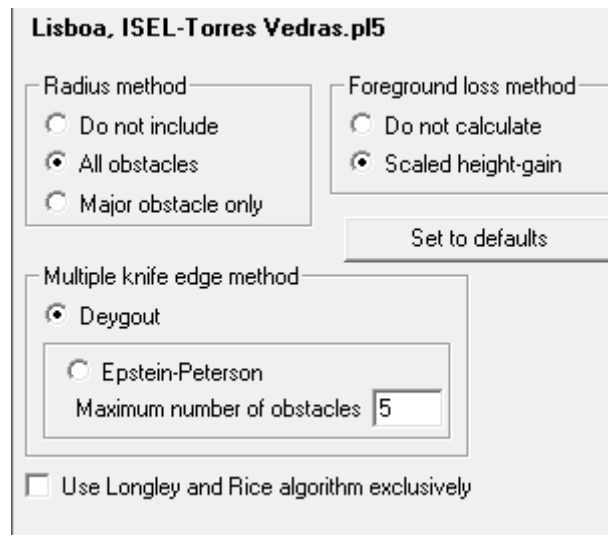 Lisboa, ISEL-Torres Vedras.pl5
Radius method
Do not include
All obstacles
Major obstacle only
Foreground loss method
Do not calculate
Scaled height-gain
Set to defaults
Multiple knife edge method
Deygout
Epstein-Peterson
Maximum number of obstacles 5
Use Longley and Rice algorithm exclusively